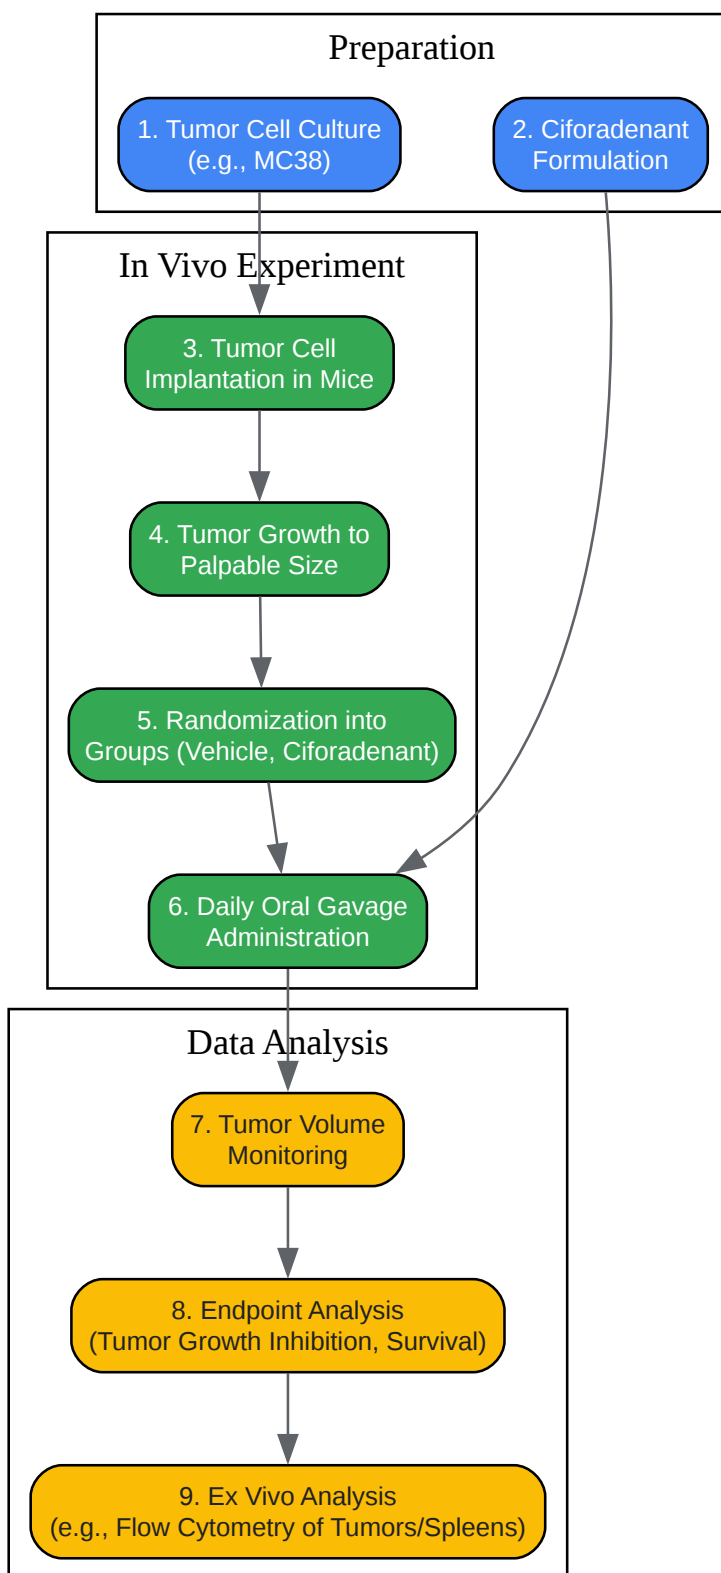 Preparation
1. Tumor Cell Culture
(e.g., MC38)
2. Ciforadenant
Formulation
In Vivo Experiment
3. Tumor Cell
Implantation in Mice
4. Tumor Growth to
Palpable Size
5. Randomization into
Groups (Vehicle, Ciforadenant)
6. Daily Oral Gavage
Administration
Data Analysis
7. Tumor Volume
Monitoring
8. Endpoint Analysis
(Tumor Growth Inhibition, Survival)
9. Ex Vivo Analysis
(e.g., Flow Cytometry of Tumors/Spleens)